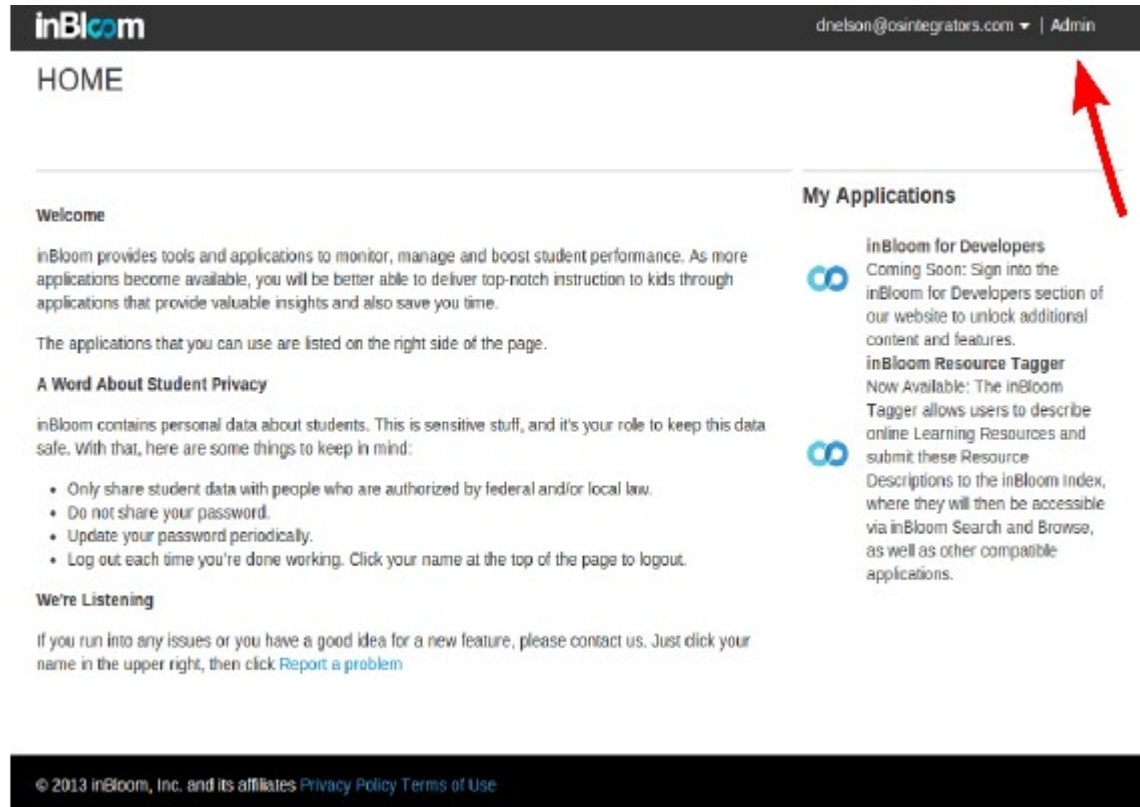 inBloom
dnelson@osintegrators.com | Admin
HOME
Welcome
inBloom provides tools and applications to monitor, manage and boost student performance. As more
applications become available, you will be better able to deliver top-notch instruction to kids through
applications that provide valuable insights and also save you time.
The applications that you can use are listed on the right side of the page.
A Word About Student Privacy
inBloom contains personal data about students. This is sensitive stuff, and it's your role to keep this data
safe. With that, here are some things to keep in mind:
• Only share student data with people who are authorized by federal and/or local law.
• Do not share your password.
• Update your password periodically.
• Log out each time you're done working. Click your name at the top of the page to logout.
We're Listening
If you run into any issues or you have a good idea for a new feature, please contact us. Just click your
name in the upper right, then click Report a problem
My Applications
inBloom for Developers
Coming Soon: Sign into the
inBloom for Developers section of
our website to unlock additional
content and features.
inBloom Resource Tagger
Now Available: The inBloom
Tagger allows users to describe
online Learning Resources and
submit these Resource
Descriptions to the inBloom Index,
where they will then be accessible
via inBloom Search and Browse,
as well as other compatible
applications.
© 2013 inBloom, Inc. and its affiliates Privacy Policy Terms of Use